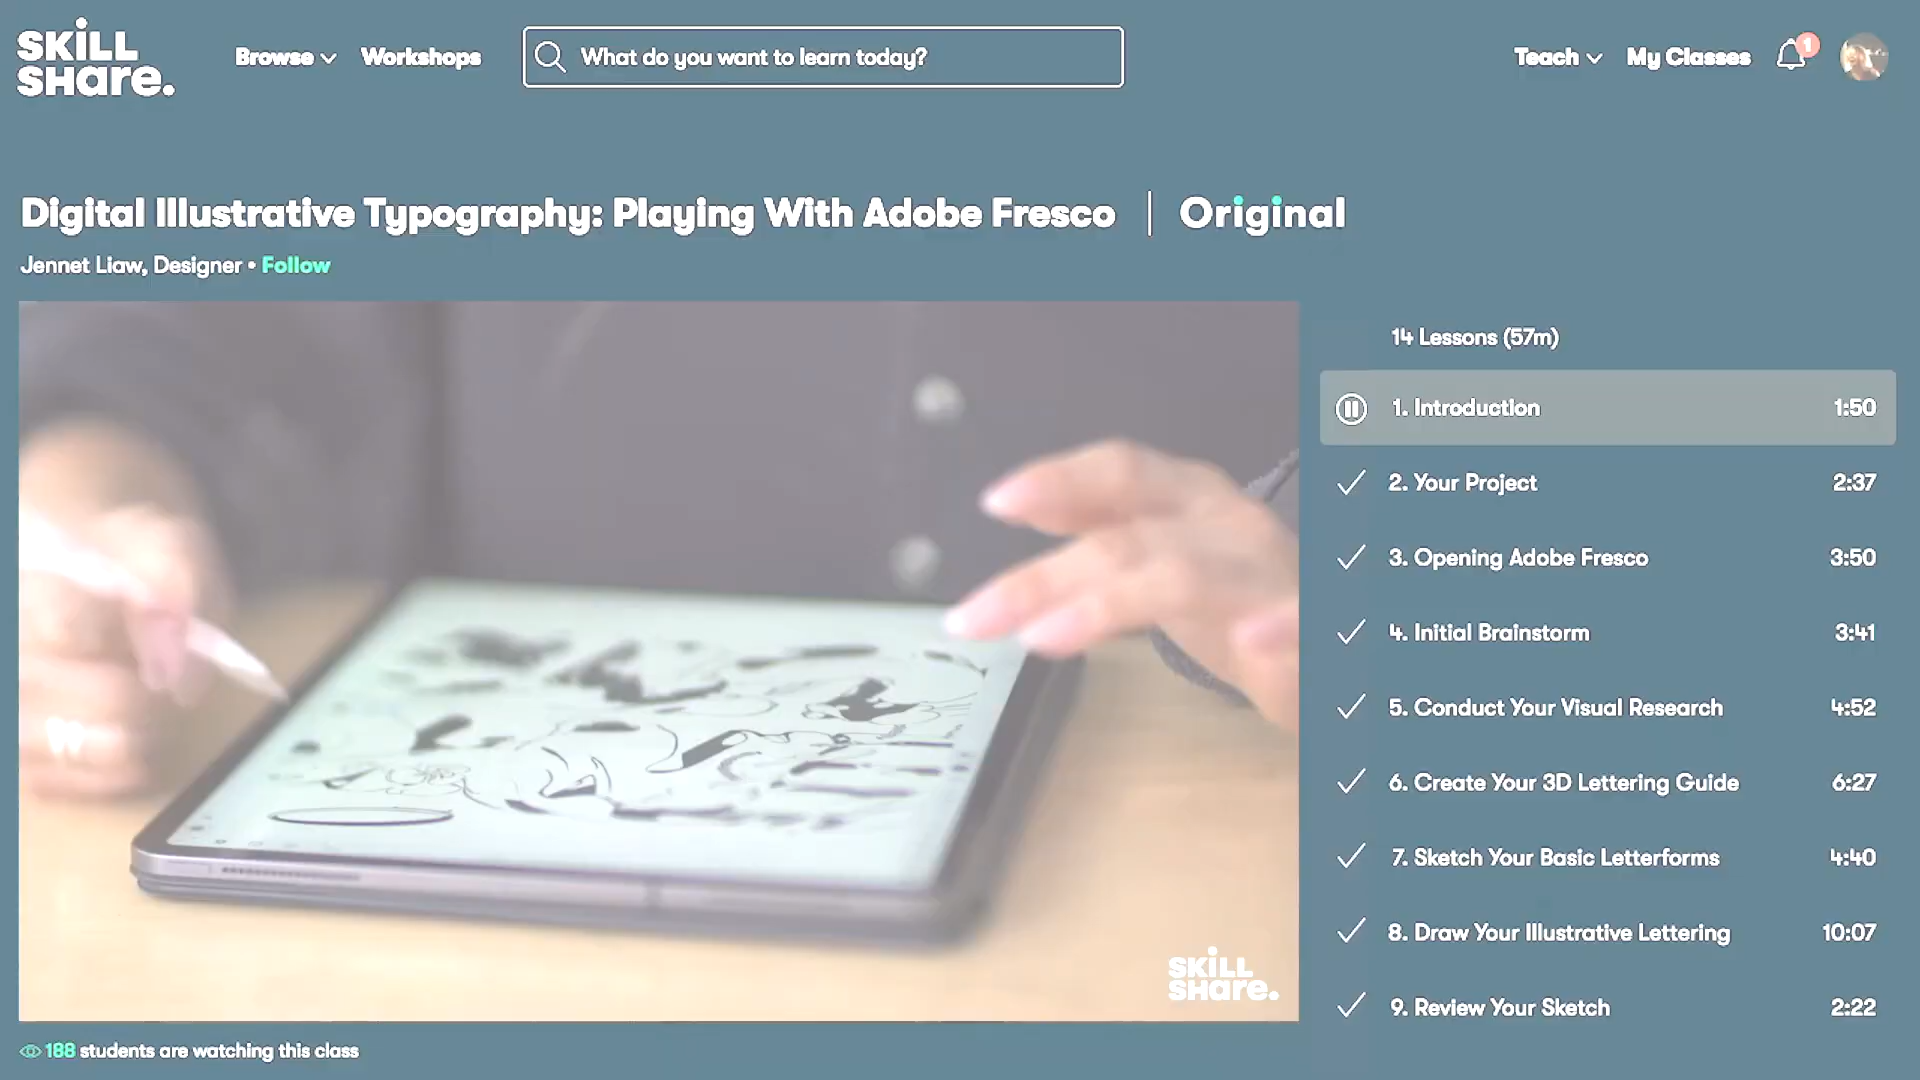 SKILL
SHare.
Browse
Workshops
What do you want to learn today?
Teach
My Classes
1
Digital Illustrative Typography: Playing With Adobe Fresco | Original
Jennet Liaw, Designer • Follow
14 Lessons (57m)
1. Introduction 1:50
2. Your Project 2:37
3. Opening Adobe Fresco 3:50
4. Initial Brainstorm 3:41
5. Conduct Your Visual Research 4:52
6. Create Your 3D Lettering Guide 6:27
7. Sketch Your Basic Letterforms 4:40
8. Draw Your Illustrative Lettering 10:07
9. Review Your Sketch 2:22
SKILL
SHare.
188 students are watching this class